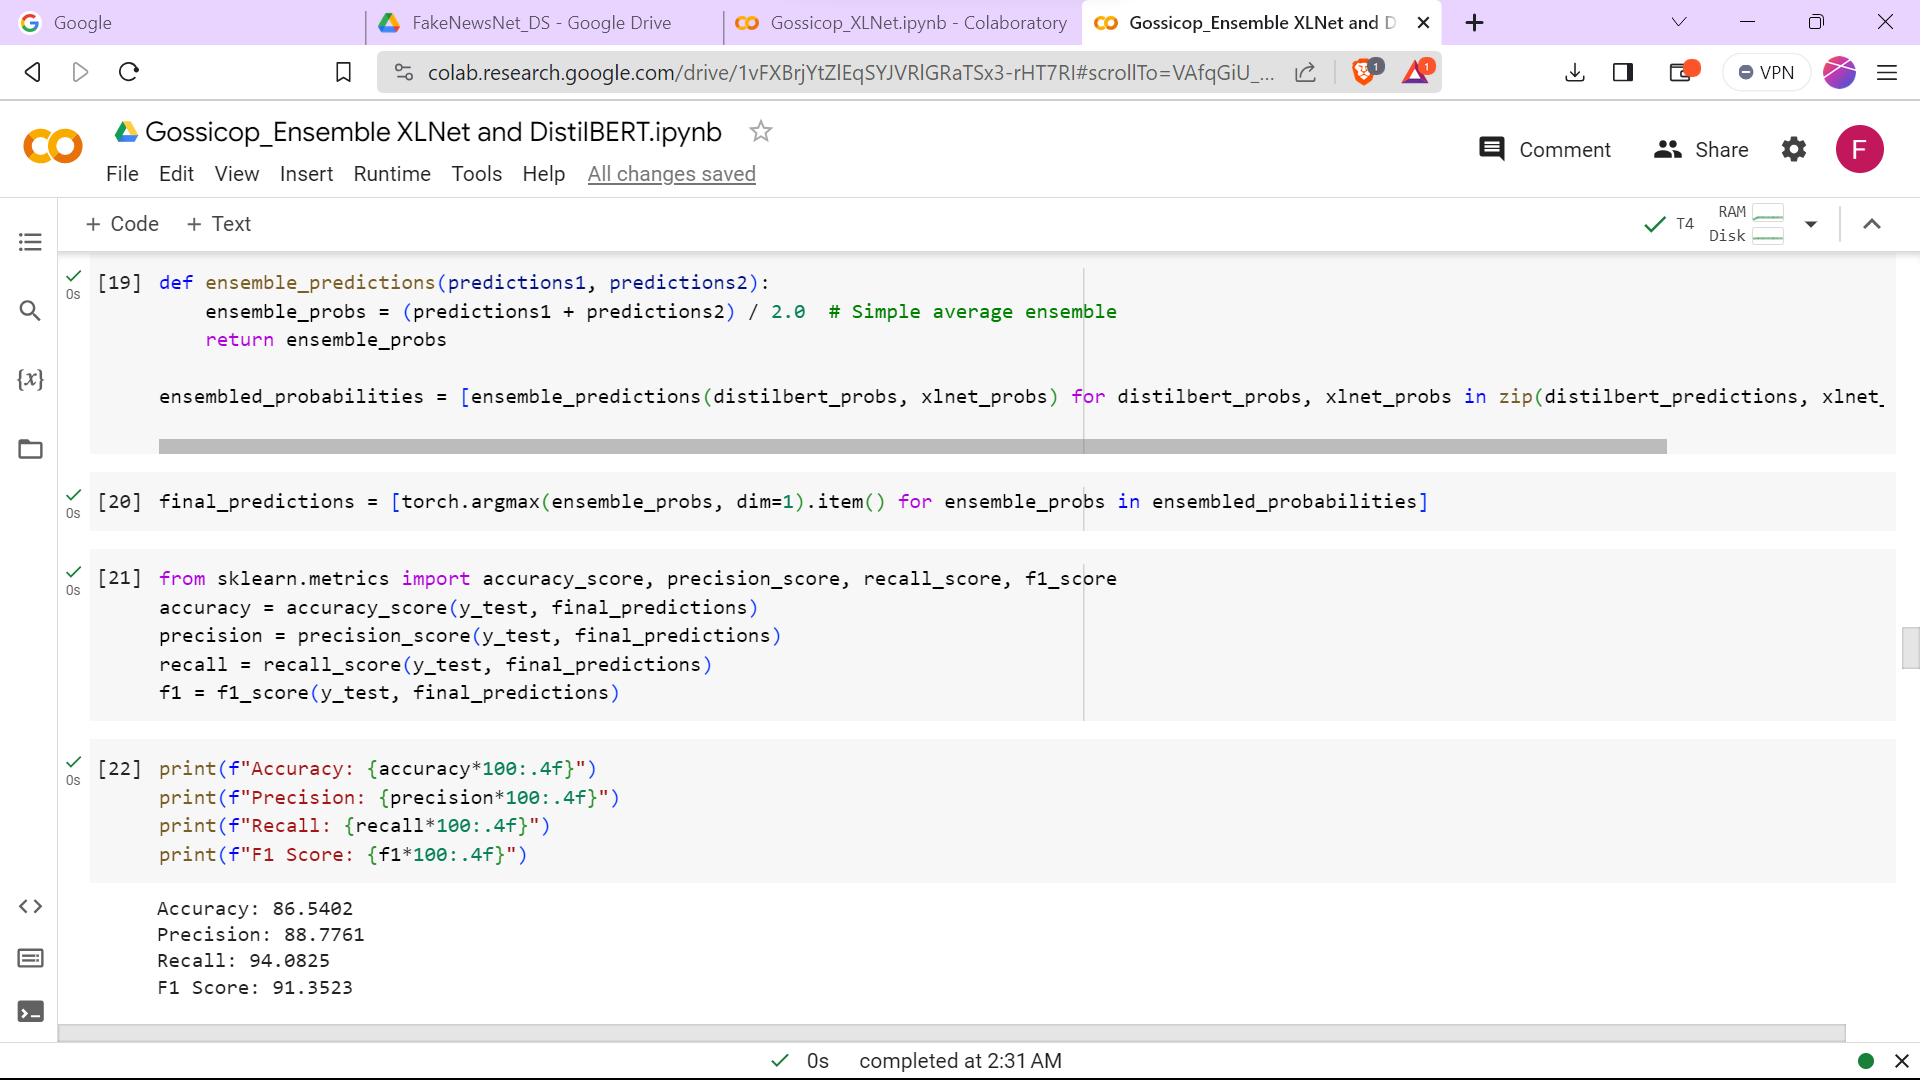 Google
FakeNewsNet_DS - Google Drive
Gossicop_XLNet.ipynb - Colaboratory
Gossicop_Ensemble XLNet and D
colab.research.google.com/drive/1vFXBrjYtZlEqSYJVRlGRaTSx3-rHT7RI#scrollTo=VAfqGiU_...
1
1
VPN
Gossicop_Ensemble XLNet and DistilBERT.ipynb
Comment
Share
F
File Edit View Insert Runtime Tools Help All changes saved
+ Code + Text
T4
RAM
Disk
0s
[19] def ensemble_predictions(predictions1, predictions2):
ensemble_probs = (predictions1 + predictions2) / 2.0  # Simple average ensemble
return ensemble_probs
{x}
ensembled_probabilities = [ensemble_predictions(distilbert_probs, xlnet_probs) for distilbert_probs, xlnet_probs in zip(distilbert_predictions, xlnet_
0s
[20] final_predictions = [torch.argmax(ensemble_probs, dim=1).item() for ensemble_probs in ensembled_probabilities]
0s
[21] from sklearn.metrics import accuracy_score, precision_score, recall_score, f1_score
accuracy = accuracy_score(y_test, final_predictions)
precision = precision_score(y_test, final_predictions)
recall = recall_score(y_test, final_predictions)
f1 = f1_score(y_test, final_predictions)
0s
[22] print(f"Accuracy: {accuracy*100:.4f}")
print(f"Precision: {precision*100:.4f}")
print(f"Recall: {recall*100:.4f}")
print(f"F1 Score: {f1*100:.4f}")
Accuracy: 86.5402
Precision: 88.7761
Recall: 94.0825
F1 Score: 91.3523
0s completed at 2:31 AM